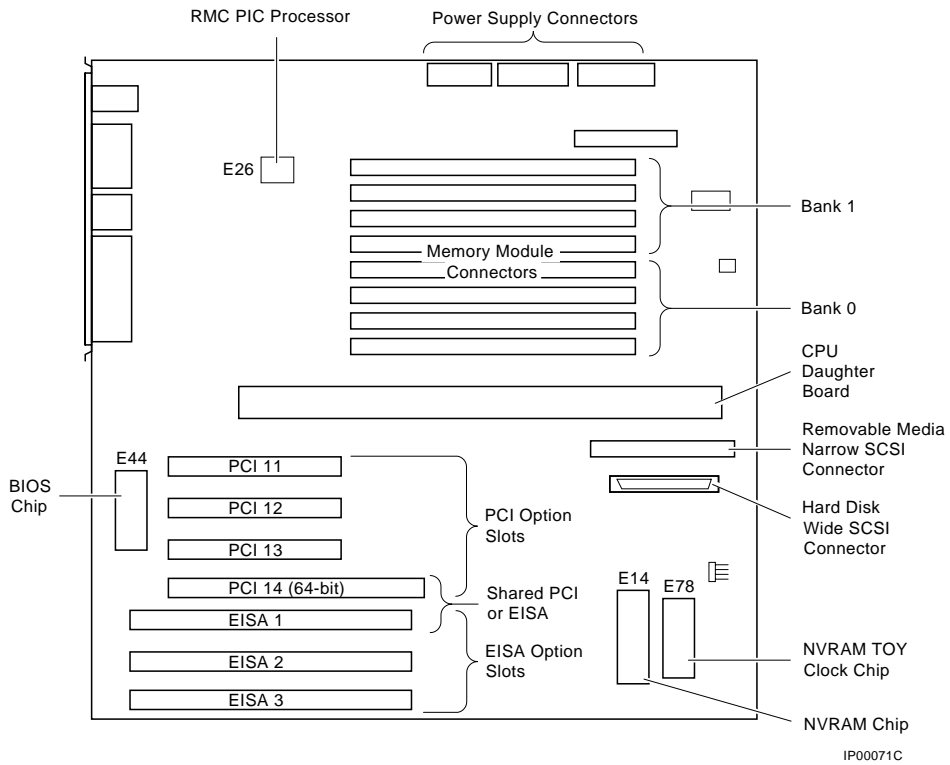 RMC PIC Processor
Power Supply Connectors
E26
Bank 1
Memory Module
Connectors
Bank 0
CPU
Daughter
Board
Removable Media
Narrow SCSI
Connector
E44
PCI 11
BIOS
Chip
PCI 12
PCI Option
Slots
Hard Disk
Wide SCSI
Connector
PCI 13
PCI 14 (64-bit)
Shared PCI
or EISA
E14
E78
EISA 1
EISA 2
EISA Option
Slots
NVRAM TOY
Clock Chip
EISA 3
NVRAM Chip
IP00071C